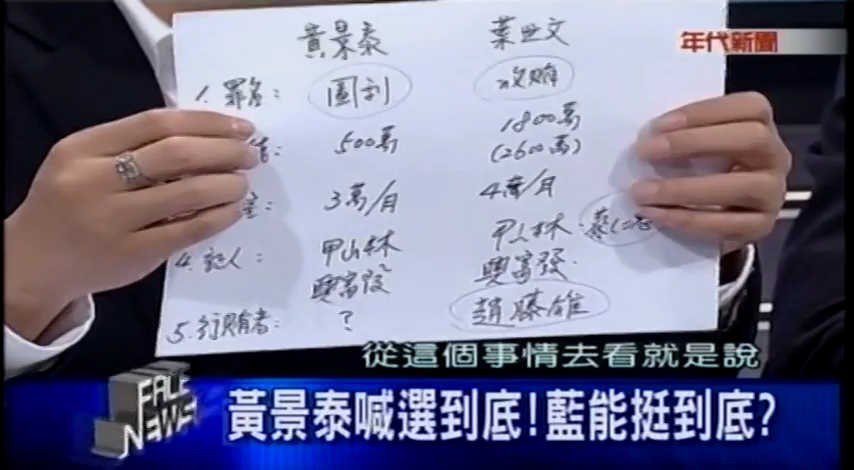 年代新聞
黃景泰 葉世文
1. 罪名： 圖利 收賄
500萬 1800萬
(2600萬)
3萬/月 4萬/月
4. 証人： 甲山林 甲山林
興富發 興富發
5. 行賄者： ？ 趙藤雄
從這個事情去看就是說
FACE NEWS
黃景泰喊選到底！藍能挺到底？